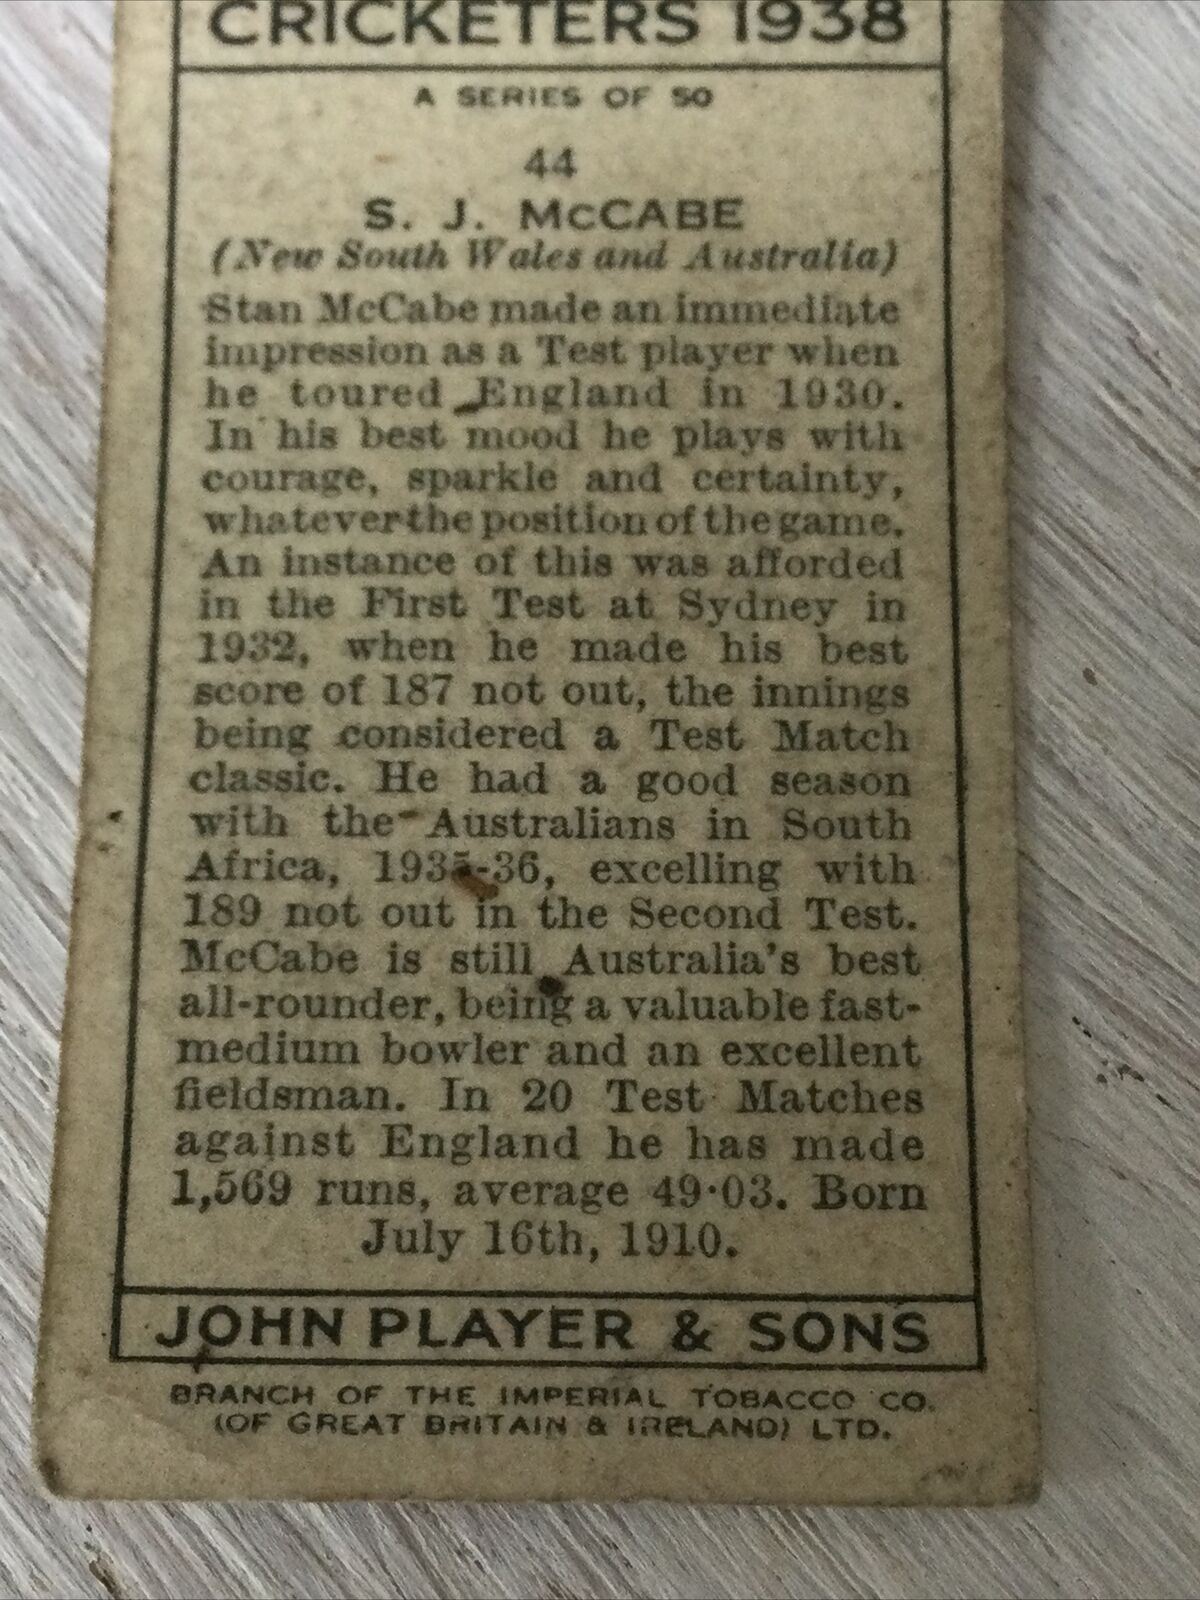 CRICKETERS 1938
A SERIES OF 50
44
S. J. McCABE
(New South Wales and Australia)
Stan McCabe made an immediate
impression as a Test player when
he toured England in 1930.
In his best mood he plays with
courage, sparkle and certainty,
whatever the position of the game.
An instance of this was afforded
in the First Test at Sydney in
1932, when he made his best
score of 187 not out, the innings
being considered a Test Match
classic. He had a good season
with the Australians in South
Africa, 1935-36, excelling with
189 not out in the Second Test.
McCabe is still Australia's best
all-rounder, being a valuable fast-
medium bowler and an excellent
fieldsman. In 20 Test Matches
against England he has made
1,569 runs, average 49·03. Born
July 16th, 1910.
JOHN PLAYER & SONS
BRANCH OF THE IMPERIAL TOBACCO CO.
(OF GREAT BRITAIN & IRELAND) LTD.